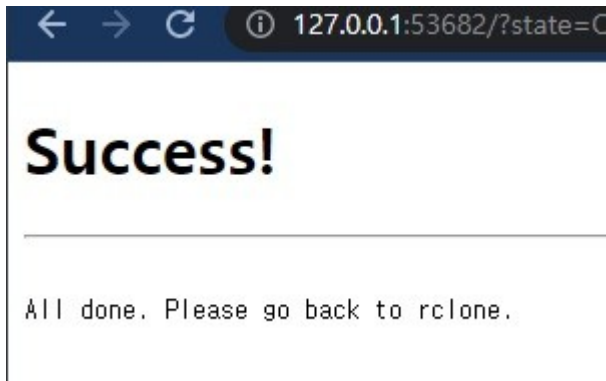 127.0.0.1:53682/?state=
Success!
All done. Please go back to rclone.